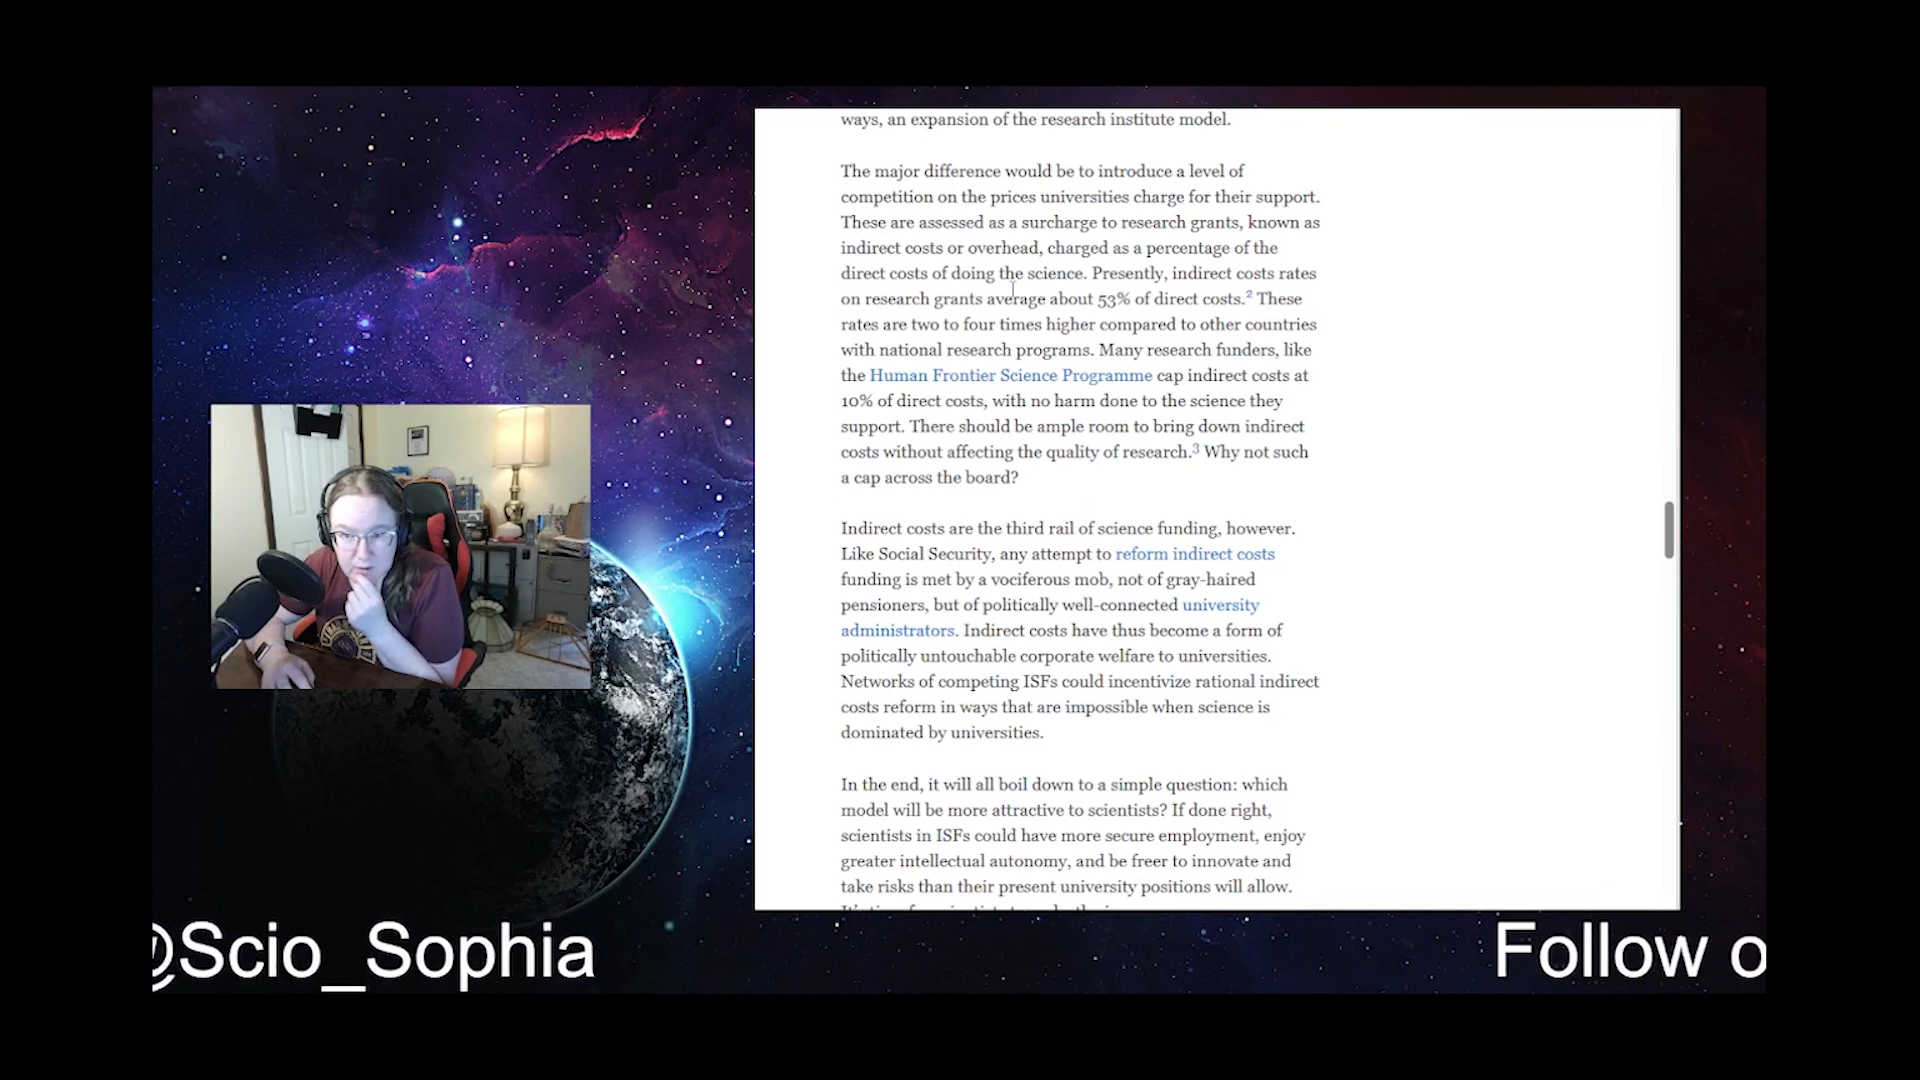 ways, an expansion of the research institute model.
The major difference would be to introduce a level of
competition on the prices universities charge for their support.
These are assessed as a surcharge to research grants, known as
indirect costs or overhead, charged as a percentage of the
direct costs of doing the science. Presently, indirect costs rates
on research grants average about 53% of direct costs.2 These
rates are two to four times higher compared to other countries
with national research programs. Many research funders, like
the Human Frontier Science Programme cap indirect costs at
10% of direct costs, with no harm done to the science they
support. There should be ample room to bring down indirect
costs without affecting the quality of research.3 Why not such
a cap across the board?
Indirect costs are the third rail of science funding, however.
Like Social Security, any attempt to reform indirect costs
funding is met by a vociferous mob, not of gray-haired
pensioners, but of politically well-connected university
administrators. Indirect costs have thus become a form of
politically untouchable corporate welfare to universities.
Networks of competing ISFs could incentivize rational indirect
costs reform in ways that are impossible when science is
dominated by universities.
In the end, it will all boil down to a simple question: which
model will be more attractive to scientists? If done right,
scientists in ISFs could have more secure employment, enjoy
greater intellectual autonomy, and be freer to innovate and
take risks than their present university positions will allow.
@Scio_Sophia
Follow o